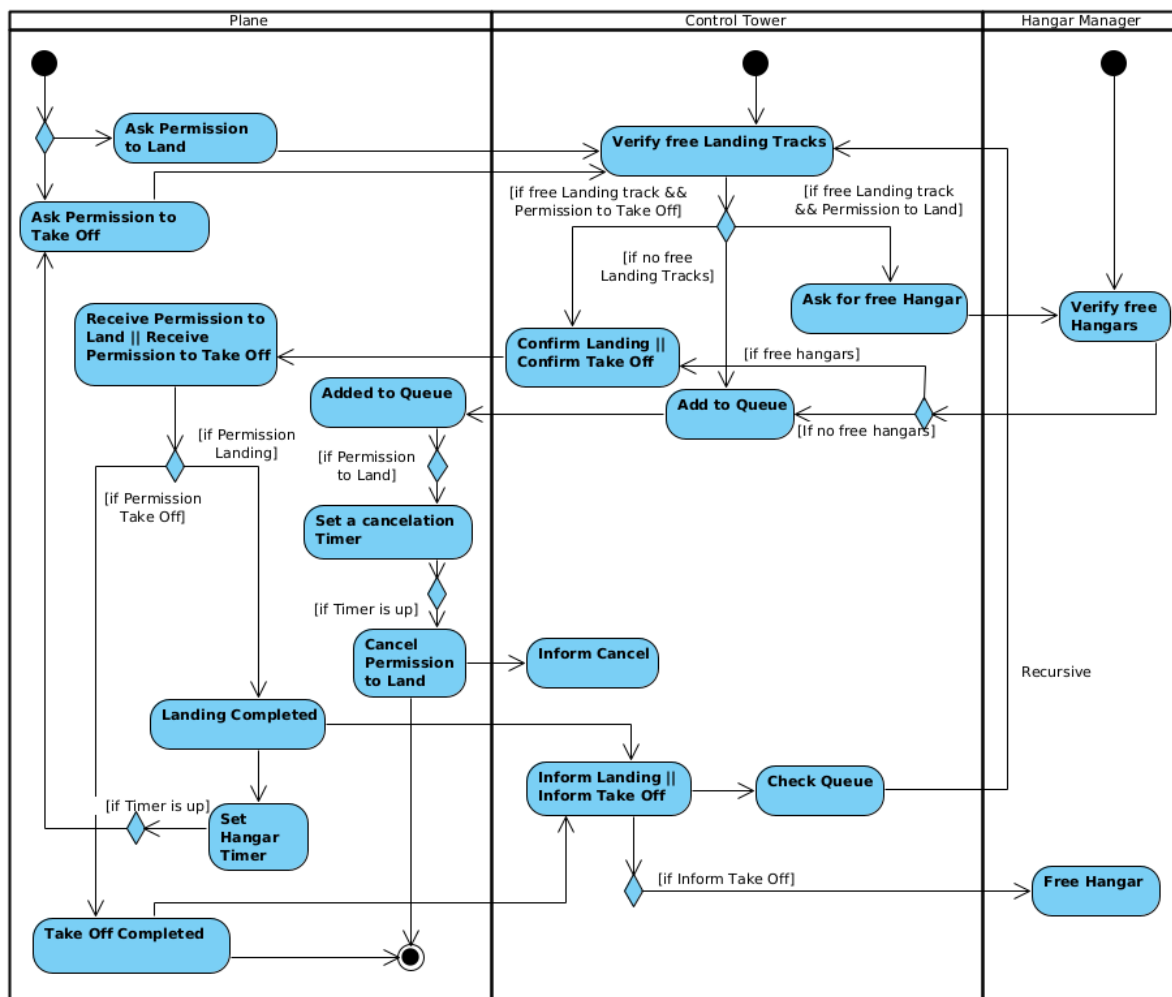 Plane
Control Tower
Hangar Manager
Ask Permission
to Land
Verify free Landing Tracks
[if free Landing track &&
Permission to Take Off]
[if free Landing track
&& Permission to Land]
Ask Permission to
Take Off
[if no free
Landing Tracks]
Ask for free Hangar
Verify free
Hangars
Receive Permission to
Land || Receive
Permission to Take Off
Confirm Landing ||
Confirm Take Off
[if free hangars]
Added to Queue
Add to Queue
[If no free hangars]
[if Permission
Landing]
[if Permission
to Land]
[if Permission
Take Off]
Set a cancelation
Timer
[if Timer is up]
Cancel
Permission
to Land
Inform Cancel
Recursive
Landing Completed
Inform Landing ||
Inform Take Off
Check Queue
[if Timer is up]
Set
Hangar
Timer
[if Inform Take Off]
Free Hangar
Take Off Completed